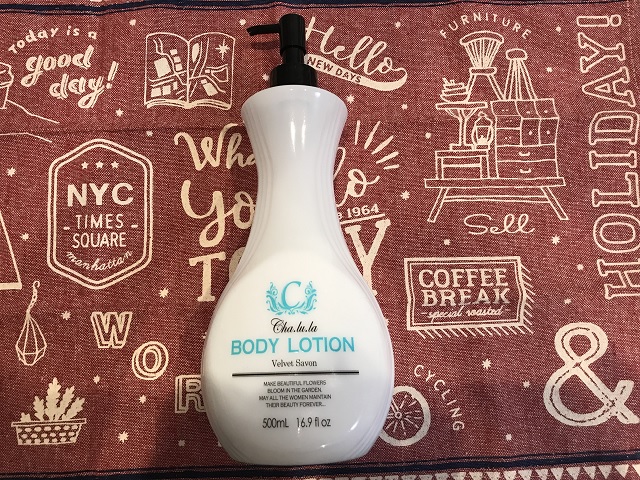 Today is a
good
day!
Hello
NEW DAYS
FURNITURE
HOLIDAY!
NYC
TIMES
SQUARE
manhattan
1964
Sell
COFFEE
BREAK
special roasted
C
Cha.lu.la
BODY LOTION
Velvet Savon
MAKE BEAUTIFUL FLOWERS
BLOOM IN THE GARDEN,
MAY ALL THE WOMEN MAINTAIN
THEIR BEAUTY FOREVER...
500mL 16.9 fl oz
CYCLING
&